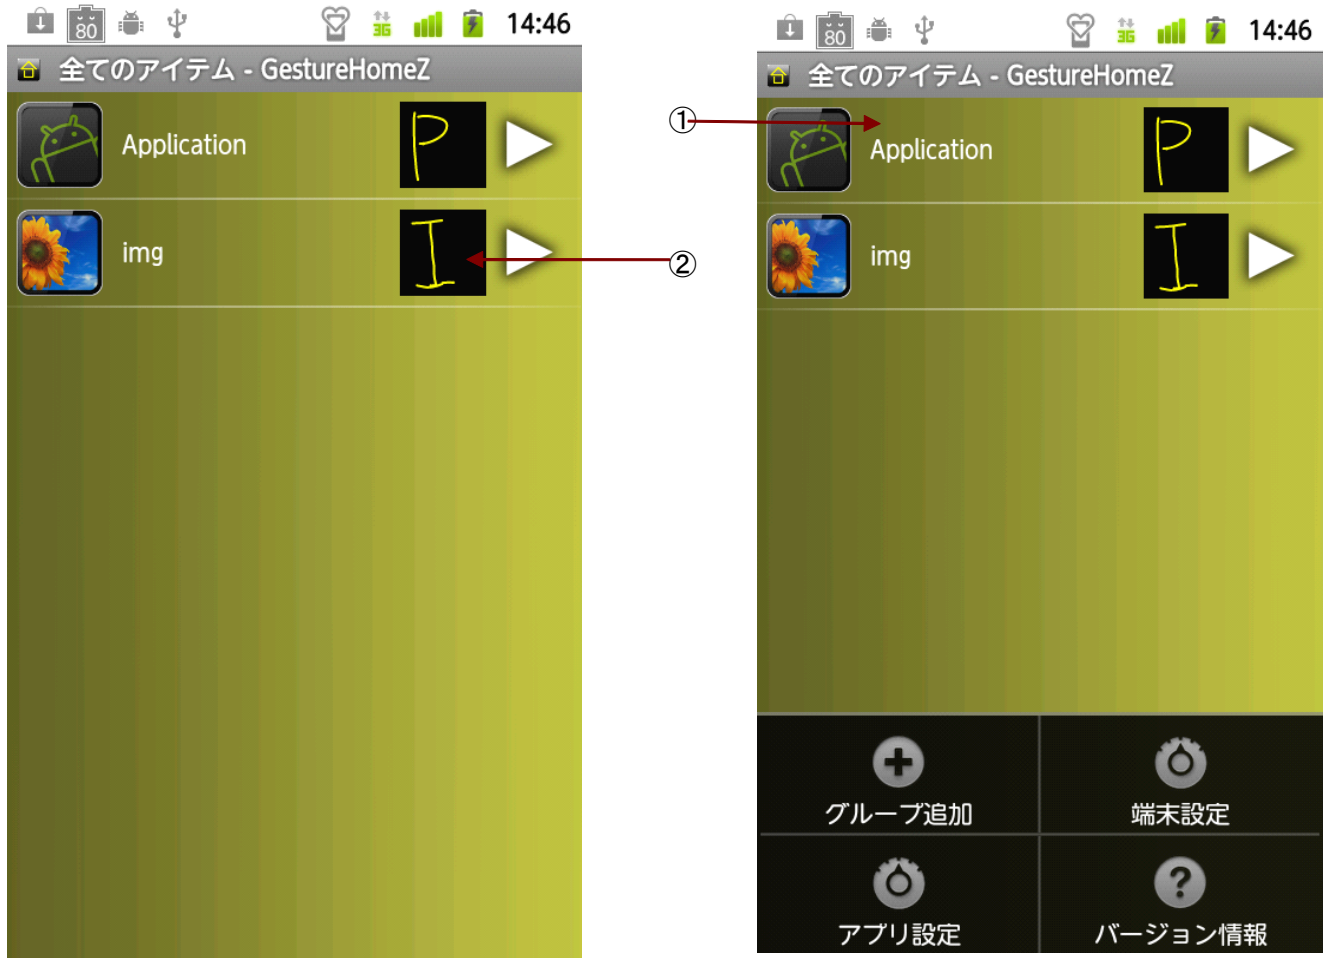 80 3G 14:46
全てのアイテム - GestureHomeZ
Application P
img I
①
②
80 3G 14:46
全てのアイテム - GestureHomeZ
Application P
img I
グループ追加 端末設定
アプリ設定 バージョン情報